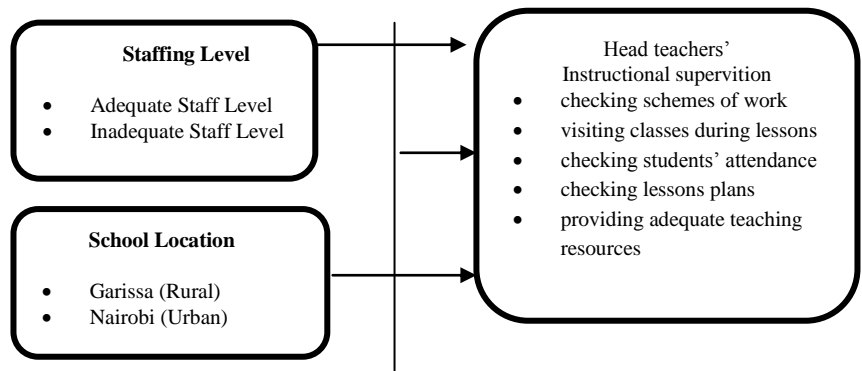 Staffing Level
• Adequate Staff Level
• Inadequate Staff Level
School Location
• Garissa (Rural)
• Nairobi (Urban)
Head teachers’
Instructional supervition
• checking schemes of work
• visiting classes during lessons
• checking students’ attendance
• checking lessons plans
• providing adequate teaching
resources